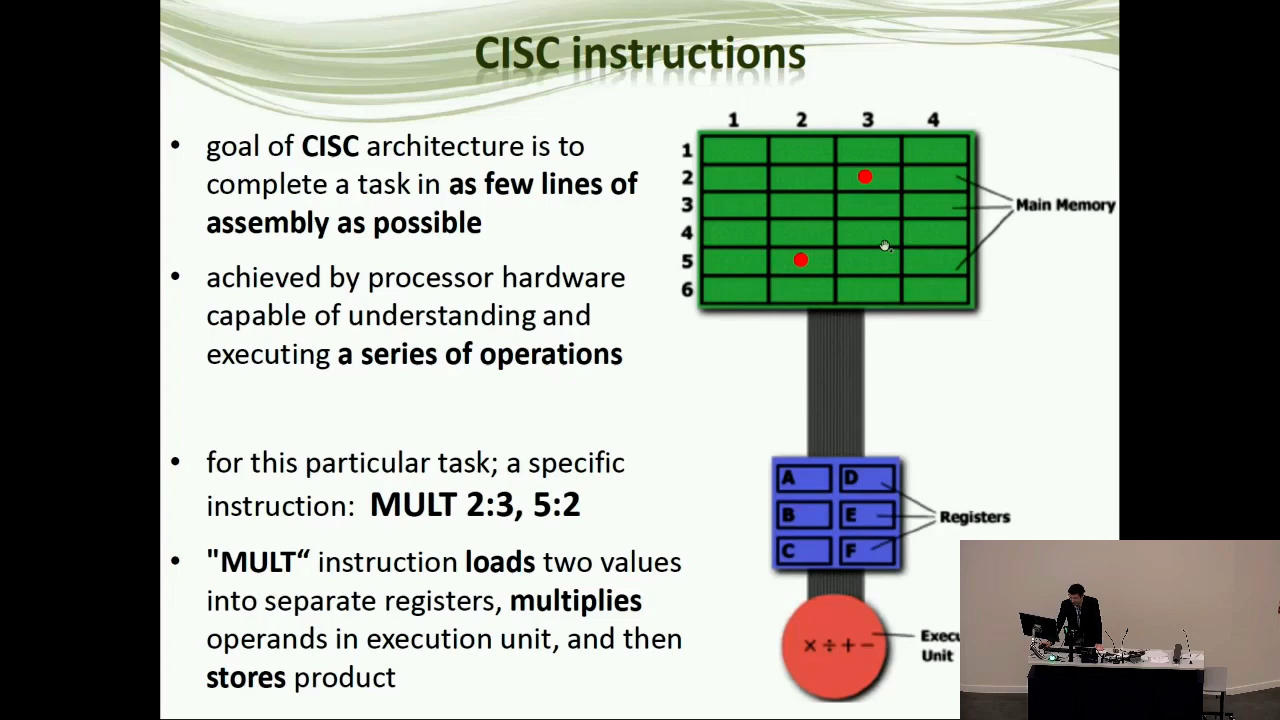 CISC instructions
• goal of CISC architecture is to
complete a task in as few lines of
assembly as possible
• achieved by processor hardware
capable of understanding and
executing a series of operations
• for this particular task; a specific
instruction: MULT 2:3, 5:2
• "MULT“ instruction loads two values
into separate registers, multiplies
operands in execution unit, and then
stores product
1 2 3 4
1
2
3
4
5
6
Main Memory
A D
B E
C F
Registers
× ÷ + −
Unit